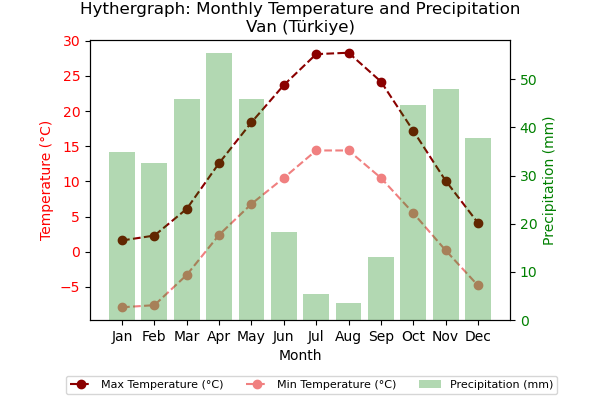 Hythergraph: Monthly Temperature and Precipitation
Van (Türkiye)
30
25
20
15
10
5
0
−5
Temperature (°C)
50
40
30
20
10
0
Precipitation (mm)
Jan Feb Mar Apr May Jun Jul Aug Sep Oct Nov Dec
Month
Max Temperature (°C) Min Temperature (°C) Precipitation (mm)